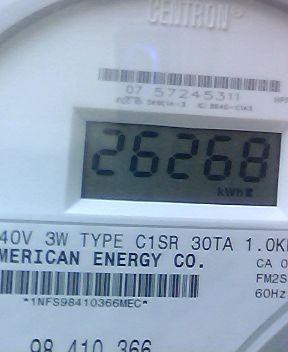 CENTRON®
07 57245311
26268
kWh
40V 3W TYPE C1SR 30TA 1.0K
MERICAN ENERGY CO.
CA 0
FM2S
60Hz
*1NFS98410366MEC*
98 410 366